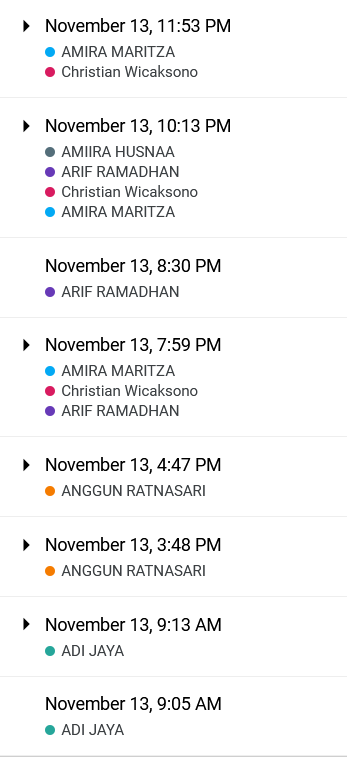 November 13, 11:53 PM
AMIRA MARITZA
Christian Wicaksono
November 13, 10:13 PM
AMIIRA HUSNAA
ARIF RAMADHAN
Christian Wicaksono
AMIRA MARITZA
November 13, 8:30 PM
ARIF RAMADHAN
November 13, 7:59 PM
AMIRA MARITZA
Christian Wicaksono
ARIF RAMADHAN
November 13, 4:47 PM
ANGGUN RATNASARI
November 13, 3:48 PM
ANGGUN RATNASARI
November 13, 9:13 AM
ADI JAYA
November 13, 9:05 AM
ADI JAYA